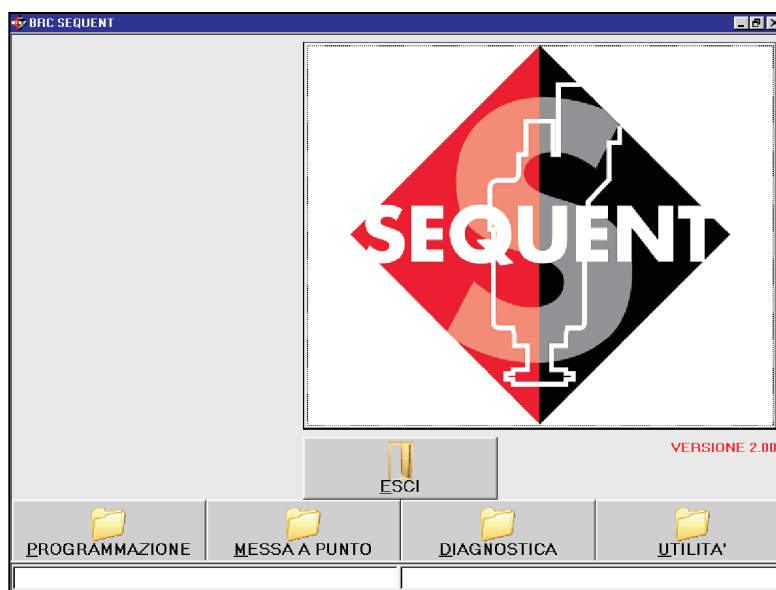 BRC SEQUENT
SEQUENT
VERSIONE 2.00
ESCI
PROGRAMMAZIONE
MESSA A PUNTO
DIAGNOSTICA
UTILITA'